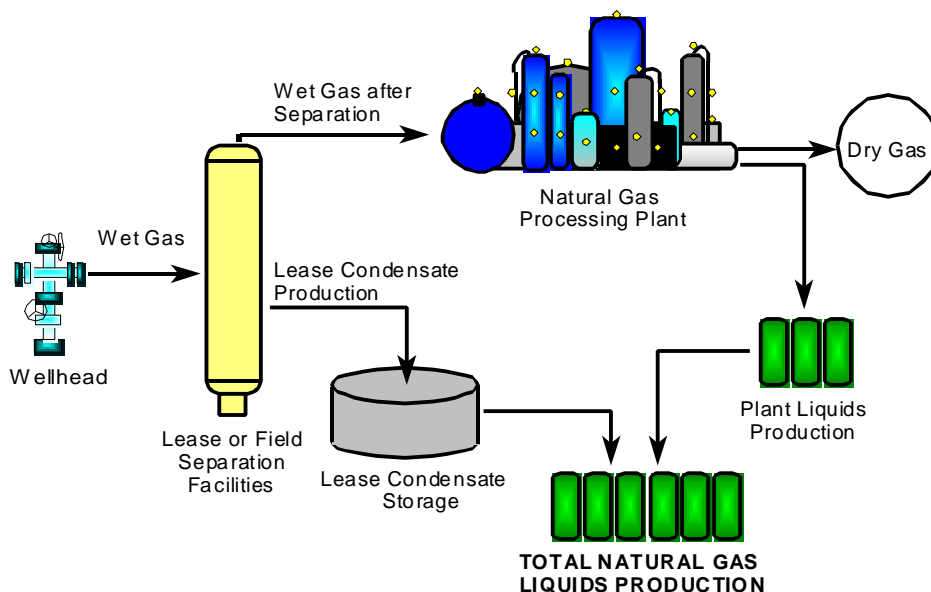 Wet Gas after
Separation
Dry Gas
Natural Gas
Processing Plant
Wet Gas
Lease Condensate
Production
Wellhead
Plant Liquids
Production
Lease or Field
Separation
Facilities
Lease Condensate
Storage
TOTAL NATURAL GAS
LIQUIDS PRODUCTION